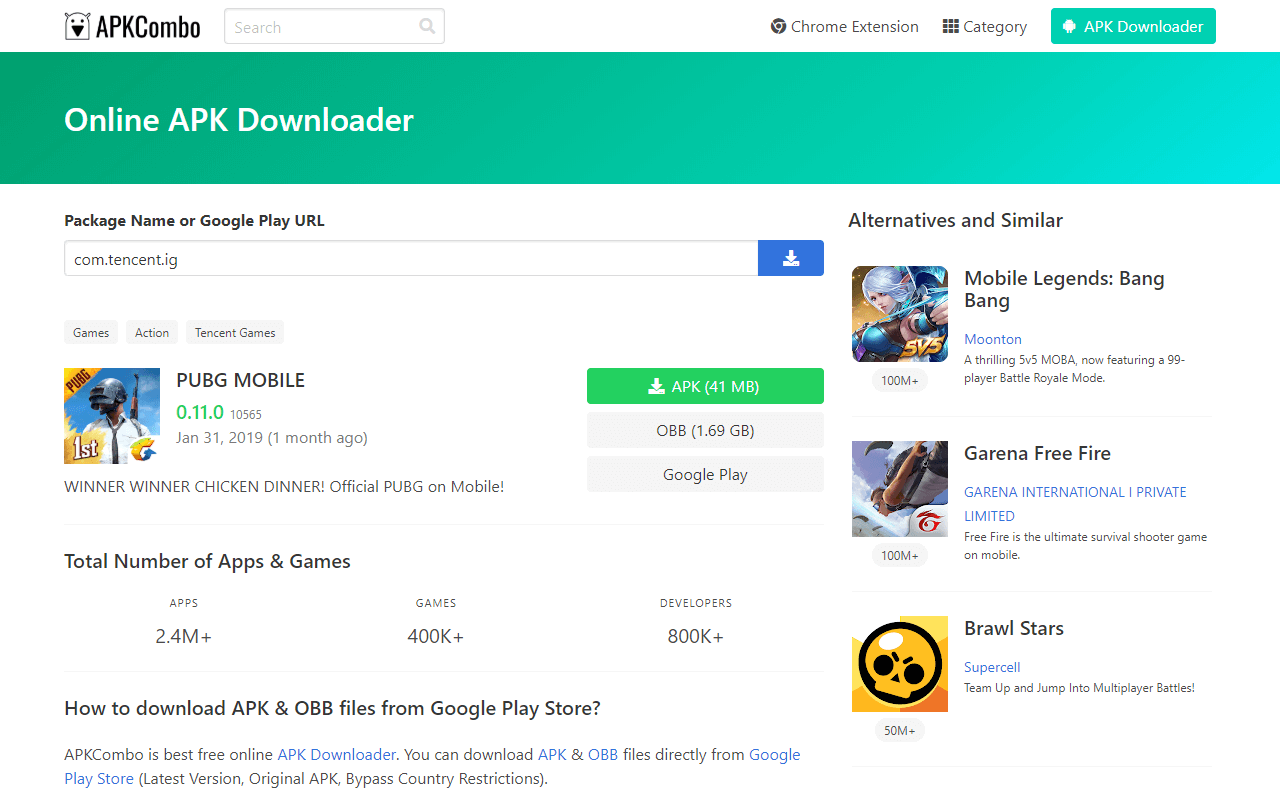 APKCombo
Search
Chrome Extension
Category
APK Downloader
Online APK Downloader
Package Name or Google Play URL
com.tencent.ig
Games
Action
Tencent Games
PUBG
1st
PUBG MOBILE
0.11.0 10565
Jan 31, 2019 (1 month ago)
WINNER WINNER CHICKEN DINNER! Official PUBG on Mobile!
APK (41 MB)
OBB (1.69 GB)
Google Play
Total Number of Apps & Games
APPS
2.4M+
GAMES
400K+
DEVELOPERS
800K+
How to download APK & OBB files from Google Play Store?
APKCombo is best free online APK Downloader. You can download APK & OBB files directly from Google
Play Store (Latest Version, Original APK, Bypass Country Restrictions).
Alternatives and Similar
5V5
100M+
Mobile Legends: Bang
Bang
Moonton
A thrilling 5v5 MOBA, now featuring a 99-
player Battle Royale Mode.
100M+
Garena Free Fire
GARENA INTERNATIONAL I PRIVATE
LIMITED
Free Fire is the ultimate survival shooter game
on mobile.
50M+
Brawl Stars
Supercell
Team Up and Jump Into Multiplayer Battles!